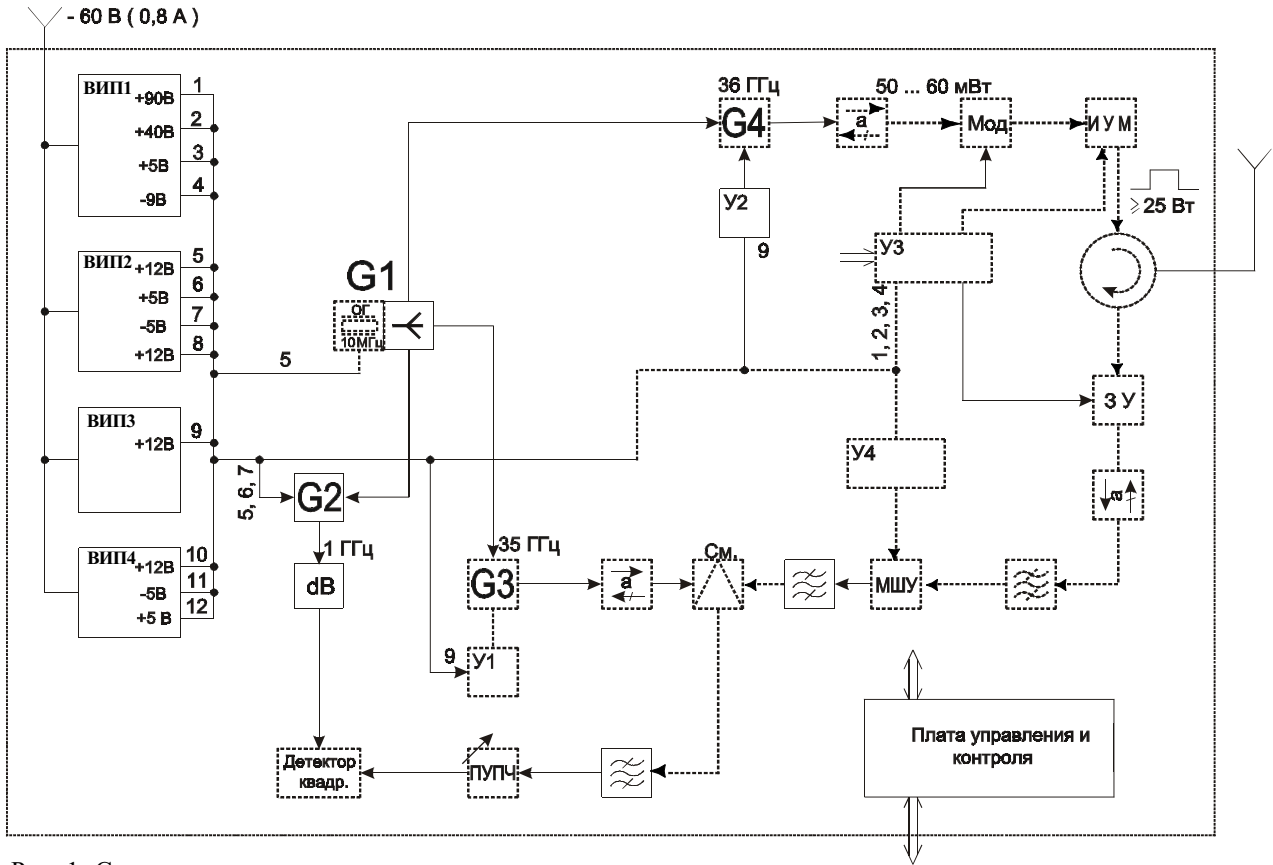 - 60 В ( 0,8 А )
ВИП1
+90В
1
+40В
2
+5В
3
-9В
4
ВИП2
+12В
5
+5В
6
-5В
7
+12В
8
ВИП3
+12В
9
ВИП4
+12В
10
-5В
11
+5 В
12
5
G1
ОГ
10МГц
36 ГГц
G4
a
50 ... 60 мВт
Мод
И У М
≥ 25 Вт
У2
9
У3
1, 2, 3, 4
З У
У4
a
5, 6, 7
G2
1 ГГц
dB
35 ГГц
G3
a
См.
МШУ
9
У1
Детектор
квадр.
ПУПЧ
Плата управления и
контроля